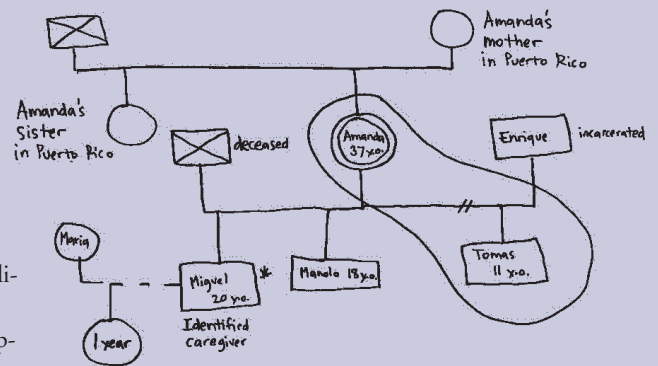 Amanda's
mother
in Puerto Rico
Amanda's
sister
in Puerto Rico
deceased
Amanda
37 y.o.
Enrique
incarcerated
Maria
Miguel
20 y.o.
*
Manolo 18 y.o.
Tomas
11 y.o.
Identified
caregiver
1 year
di-
p-